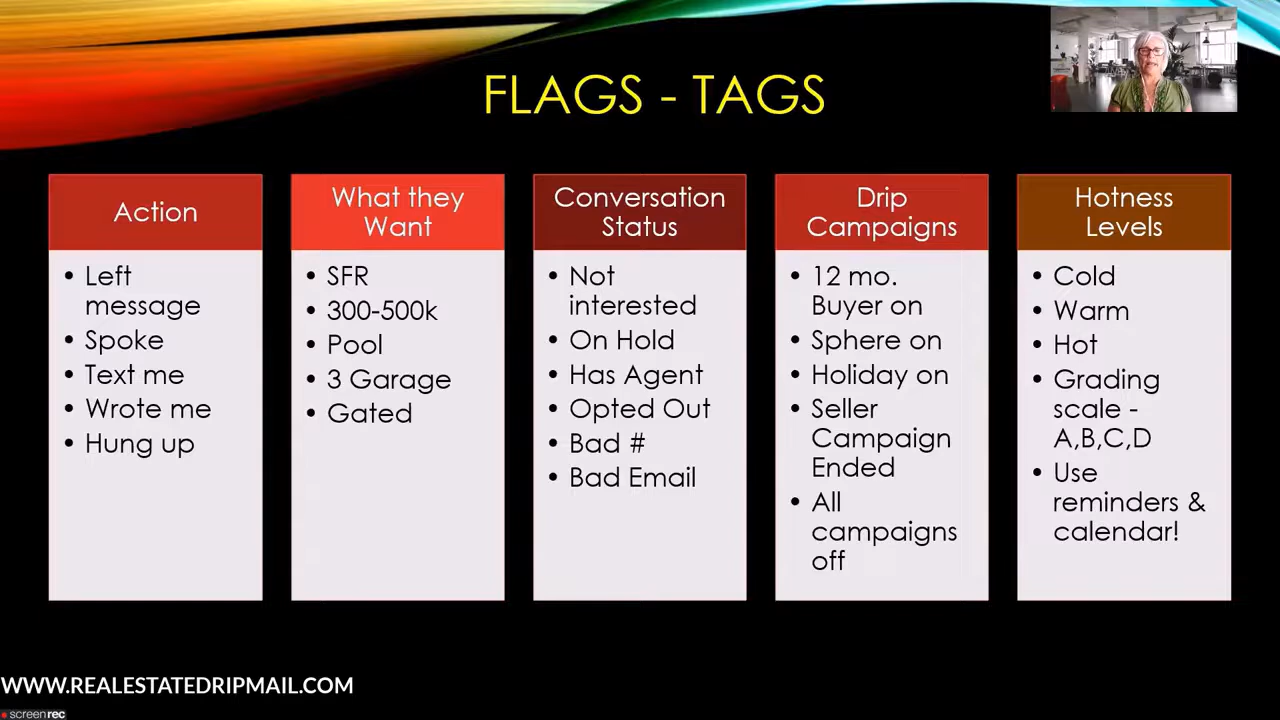 FLAGS - TAGS
Action
• Left
message
• Spoke
• Text me
• Wrote me
• Hung up
What they
Want
• SFR
• 300-500k
• Pool
• 3 Garage
• Gated
Conversation
Status
• Not
interested
• On Hold
• Has Agent
• Opted Out
• Bad #
• Bad Email
Drip
Campaigns
• 12 mo.
Buyer on
• Sphere on
• Holiday on
• Seller
Campaign
Ended
• All
campaigns
off
Hotness
Levels
• Cold
• Warm
• Hot
• Grading
scale -
A,B,C,D
• Use
reminders &
calendar!
WWW.REALESTATEDRIPMAIL.COM
screenrec